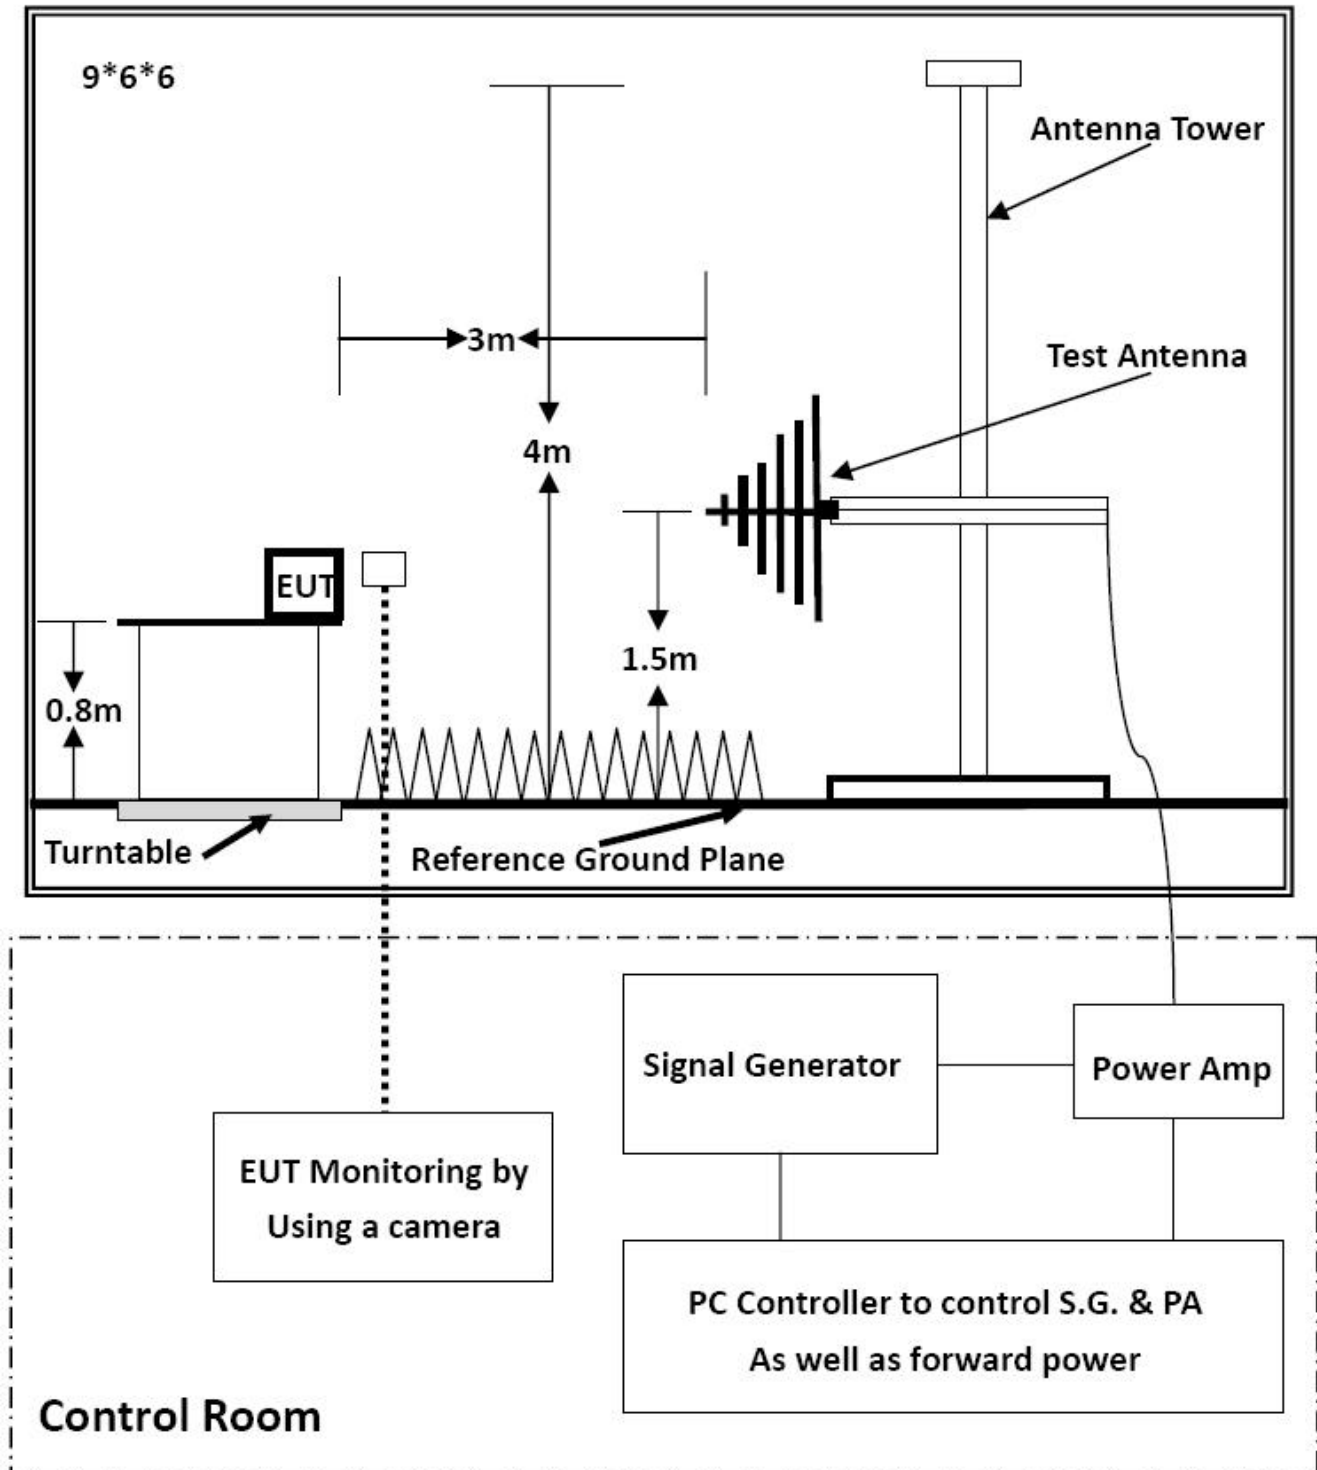 9*6*6
Antenna Tower
3m
Test Antenna
4m
EUT
1.5m
0.8m
Turntable
Reference Ground Plane
Signal Generator
Power Amp
EUT Monitoring by
Using a camera
PC Controller to control S.G. & PA
As well as forward power
Control Room